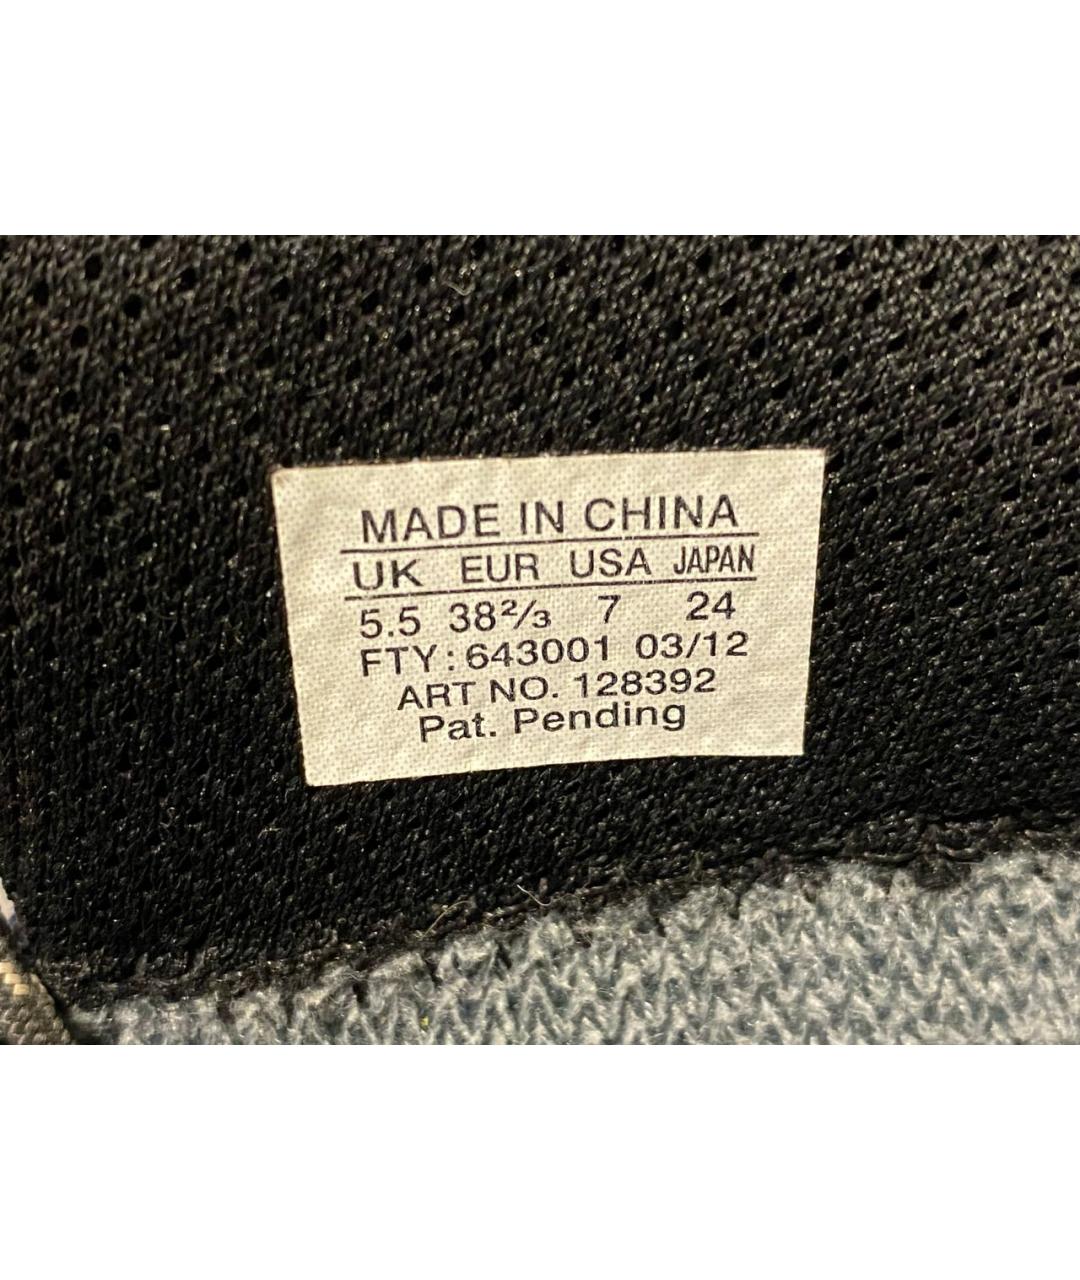 MADE IN CHINA
UK EUR USA JAPAN
5.5 38⅔ 7 24
FTY: 643001 03/12
ART NO. 128392
Pat. Pending